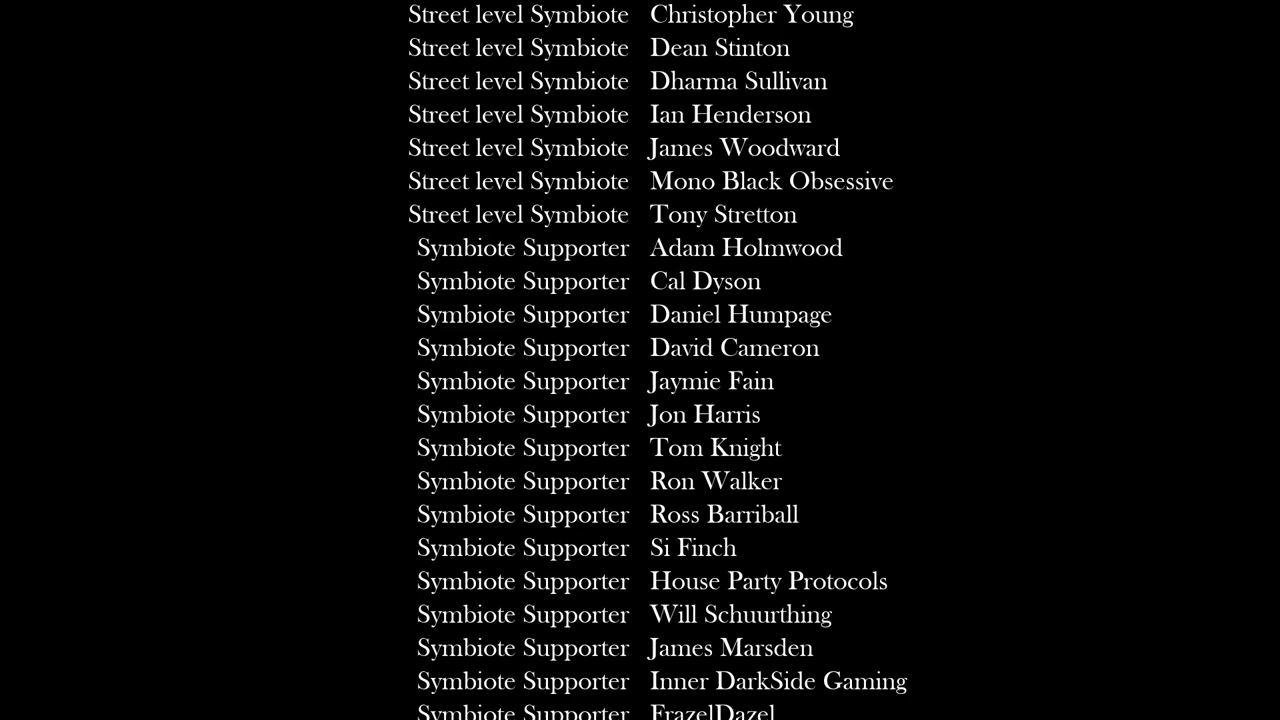 Street level Symbiote Christopher Young
Street level Symbiote Dean Stinton
Street level Symbiote Dharma Sullivan
Street level Symbiote Ian Henderson
Street level Symbiote James Woodward
Street level Symbiote Mono Black Obsessive
Street level Symbiote Tony Stretton
Symbiote Supporter Adam Holmwood
Symbiote Supporter Cal Dyson
Symbiote Supporter Daniel Humpage
Symbiote Supporter David Cameron
Symbiote Supporter Jaymie Fain
Symbiote Supporter Jon Harris
Symbiote Supporter Tom Knight
Symbiote Supporter Ron Walker
Symbiote Supporter Ross Barriball
Symbiote Supporter Si Finch
Symbiote Supporter House Party Protocols
Symbiote Supporter Will Schuurthing
Symbiote Supporter James Marsden
Symbiote Supporter Inner DarkSide Gaming
Symbiote Supporter FrazelDazel